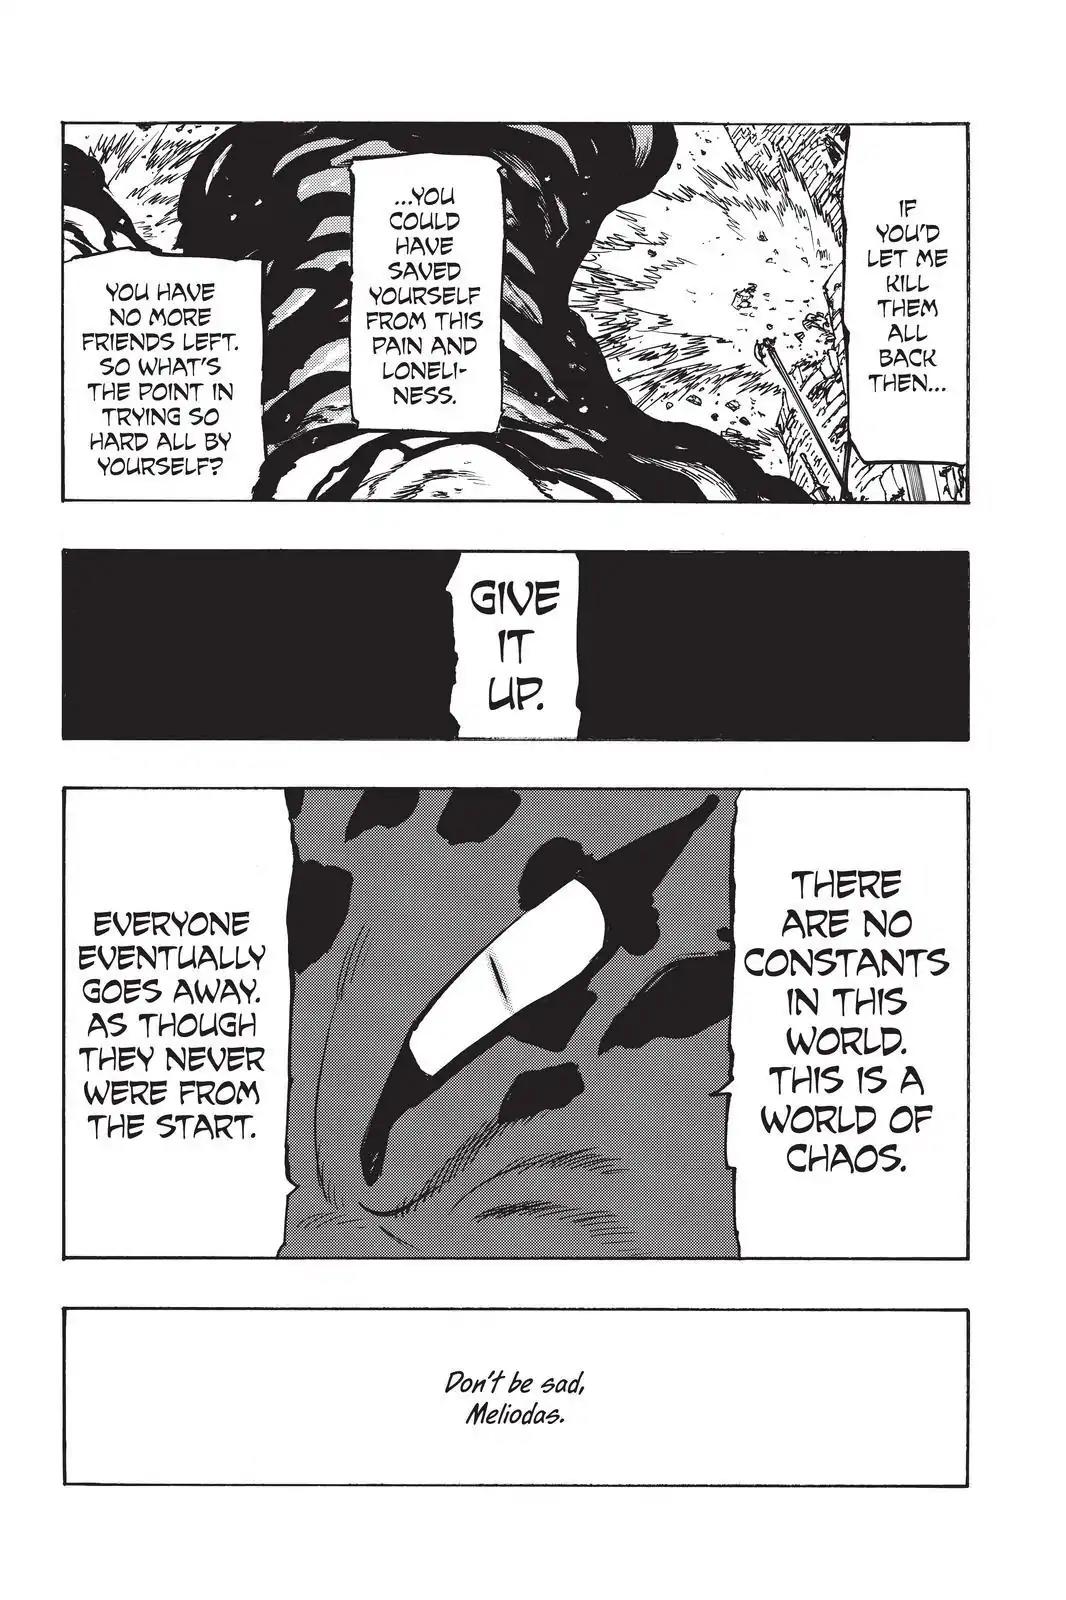 IF
YOU'D
LET ME
KILL
THEM
ALL
BACK
THEN...
...YOU
COULD
HAVE
SAVED
YOURSELF
FROM THIS
PAIN AND
LONELI-
NESS.
YOU HAVE
NO MORE
FRIENDS LEFT.
SO WHAT'S
THE POINT IN
TRYING SO
HARD ALL BY
YOURSELF?
GIVE
IT
UP.
THERE
ARE NO
CONSTANTS
IN THIS
WORLD.
THIS IS A
WORLD OF
CHAOS.
EVERYONE
EVENTUALLY
GOES AWAY.
AS THOUGH
THEY NEVER
WERE FROM
THE START.
Don't be sad,
Meliodas.